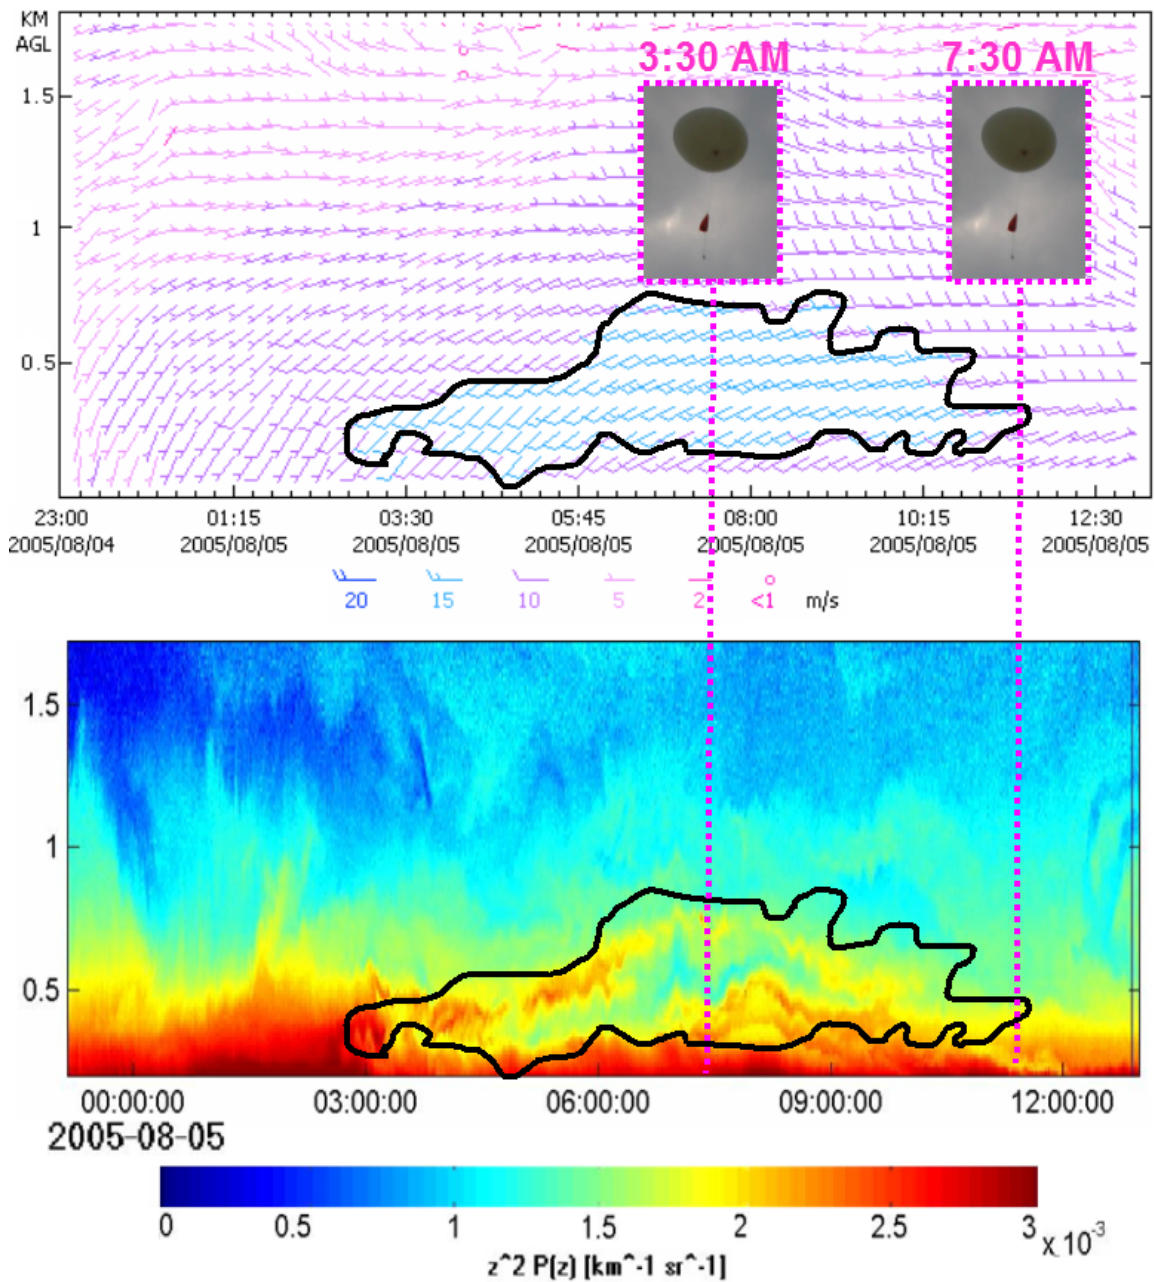 KM
AGL
3:30 AM
7:30 AM
1.5
1
0.5
23:00 01:15 03:30 05:45 08:00 10:15 12:30
2005/08/04 2005/08/05 2005/08/05 2005/08/05 2005/08/05 2005/08/05 2005/08/05
20 15 10 5 2 <1 m/s
1.5
1
0.5
00:00:00 03:00:00 06:00:00 09:00:00 12:00:00
2005-08-05
0 0.5 1 1.5 2 2.5 3 x 10^-3
z^2 P(z) [km^-1 sr^-1]